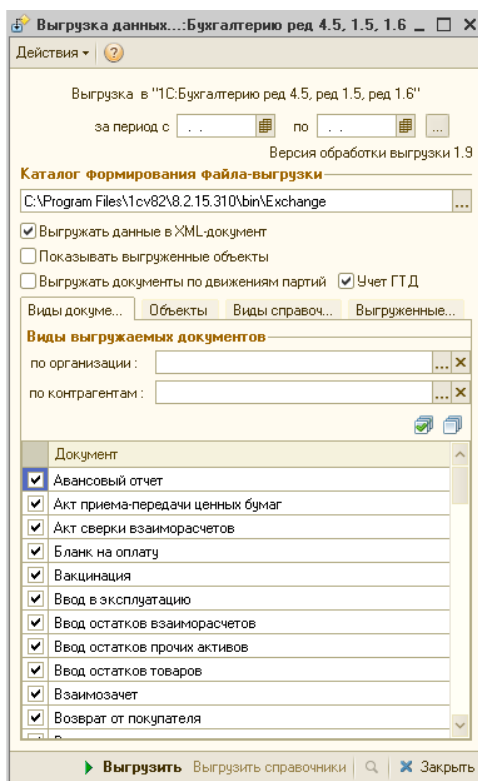 Выгрузка данных...:Бухгалтерию ред 4.5, 1.5, 1.6
Действия
Выгрузка в "1С:Бухгалтерию ред 4.5, ред 1.5, ред 1.6"
за период с . . по . . ...
Версия обработки выгрузки 1.9
Каталог формирования файла-выгрузки
C:\Program Files\1cv82\8.2.15.310\bin\Exchange ...
Выгружать данные в XML-документ
Показывать выгруженные объекты
Выгружать документы по движениям партий Учет ГТД
Виды докуме... Объекты Виды справоч... Выгруженные...
Виды выгружаемых документов
по организации : ...
по контрагентам : ...
Документ
Авансовый отчет
Акт приема-передачи ценных бумаг
Акт сверки взаиморасчетов
Бланк на оплату
Вакцинация
Ввод в эксплуатацию
Ввод остатков взаиморасчетов
Ввод остатков прочих активов
Ввод остатков товаров
Взаимозачет
Возврат от покупателя
Выгрузить Выгрузить справочники Закрыть